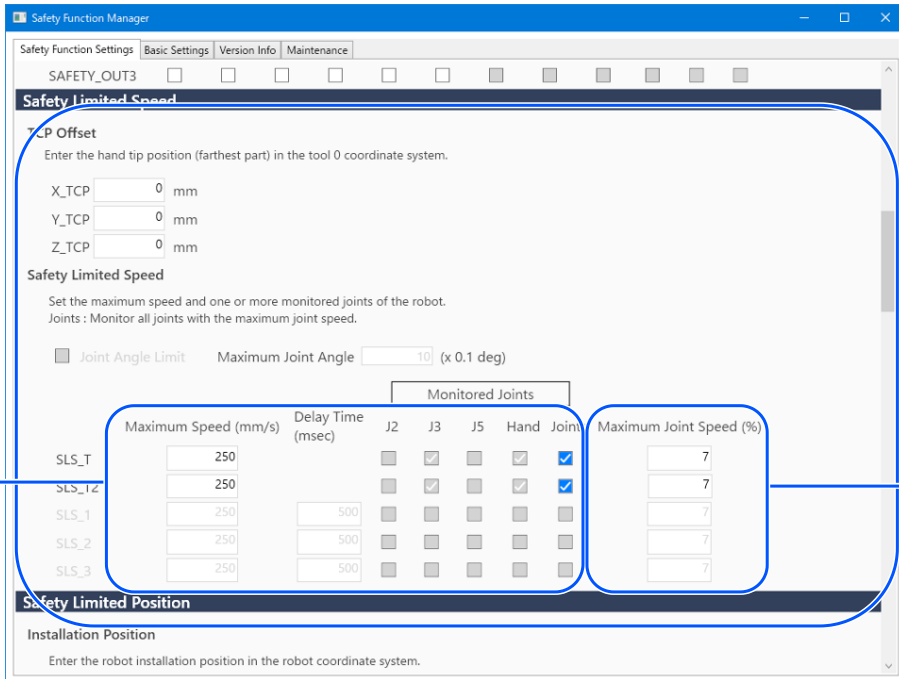 Safety Function Manager
Safety Function Settings Basic Settings Version Info Maintenance
SAFETY_OUT3
Safety Limited Speed
TCP Offset
Enter the hand tip position (farthest part) in the tool 0 coordinate system.
X_TCP 0 mm
Y_TCP 0 mm
Z_TCP 0 mm
Safety Limited Speed
Set the maximum speed and one or more monitored joints of the robot.
Joints : Monitor all joints with the maximum joint speed.
Joint Angle Limit Maximum Joint Angle 10 (x 0.1 deg)
Monitored Joints
Maximum Speed (mm/s) Delay Time (msec) J2 J3 J5 Hand Joint Maximum Joint Speed (%)
SLS_T 250 7
SLS_T2 250 7
SLS_1 250 500 7
SLS_2 250 500 7
SLS_3 250 500 7
Safety Limited Position
Installation Position
Enter the robot installation position in the robot coordinate system.